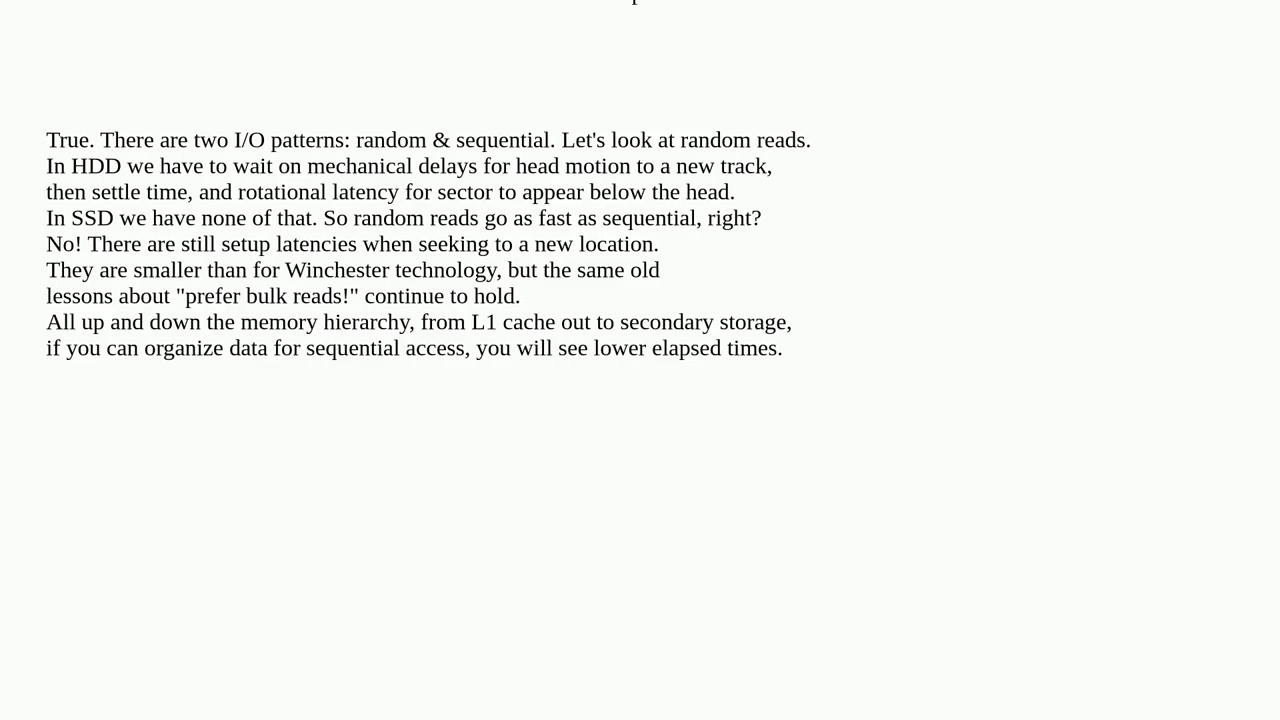 True. There are two I/O patterns: random & sequential. Let's look at random reads.
In HDD we have to wait on mechanical delays for head motion to a new track,
then settle time, and rotational latency for sector to appear below the head.
In SSD we have none of that. So random reads go as fast as sequential, right?
No! There are still setup latencies when seeking to a new location.
They are smaller than for Winchester technology, but the same old
lessons about "prefer bulk reads!" continue to hold.
All up and down the memory hierarchy, from L1 cache out to secondary storage,
if you can organize data for sequential access, you will see lower elapsed times.